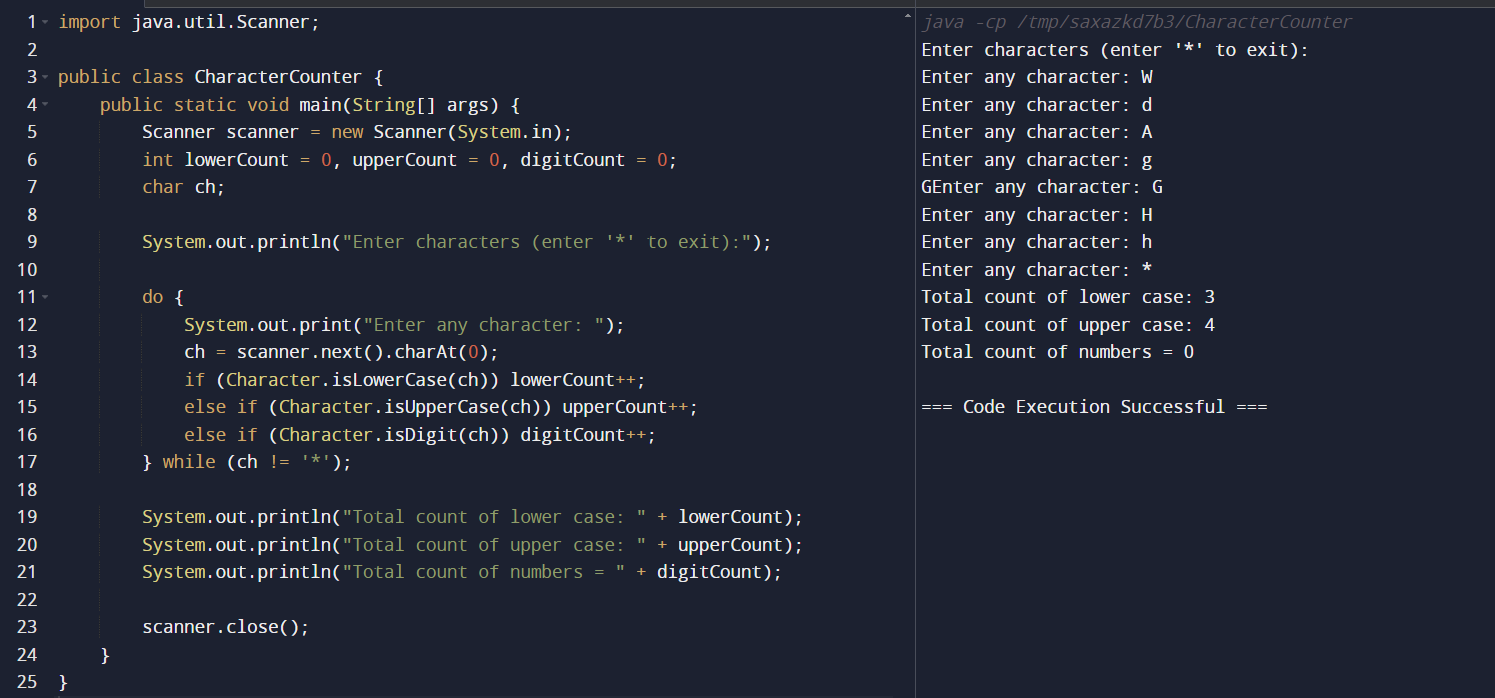 1 import java.util.Scanner;
2
3 public class CharacterCounter {
4     public static void main(String[] args) {
5         Scanner scanner = new Scanner(System.in);
6         int lowerCount = 0, upperCount = 0, digitCount = 0;
7         char ch;
8
9         System.out.println("Enter characters (enter '*' to exit):");
10
11         do {
12             System.out.print("Enter any character: ");
13             ch = scanner.next().charAt(0);
14             if (Character.isLowerCase(ch)) lowerCount++;
15             else if (Character.isUpperCase(ch)) upperCount++;
16             else if (Character.isDigit(ch)) digitCount++;
17         } while (ch != '*');
18
19         System.out.println("Total count of lower case: " + lowerCount);
20         System.out.println("Total count of upper case: " + upperCount);
21         System.out.println("Total count of numbers = " + digitCount);
22
23         scanner.close();
24     }
25 }
java -cp /tmp/saxazkd7b3/CharacterCounter
Enter characters (enter '*' to exit):
Enter any character: W
Enter any character: d
Enter any character: A
Enter any character: g
GEnter any character: G
Enter any character: H
Enter any character: h
Enter any character: *
Total count of lower case: 3
Total count of upper case: 4
Total count of numbers = 0
=== Code Execution Successful ===